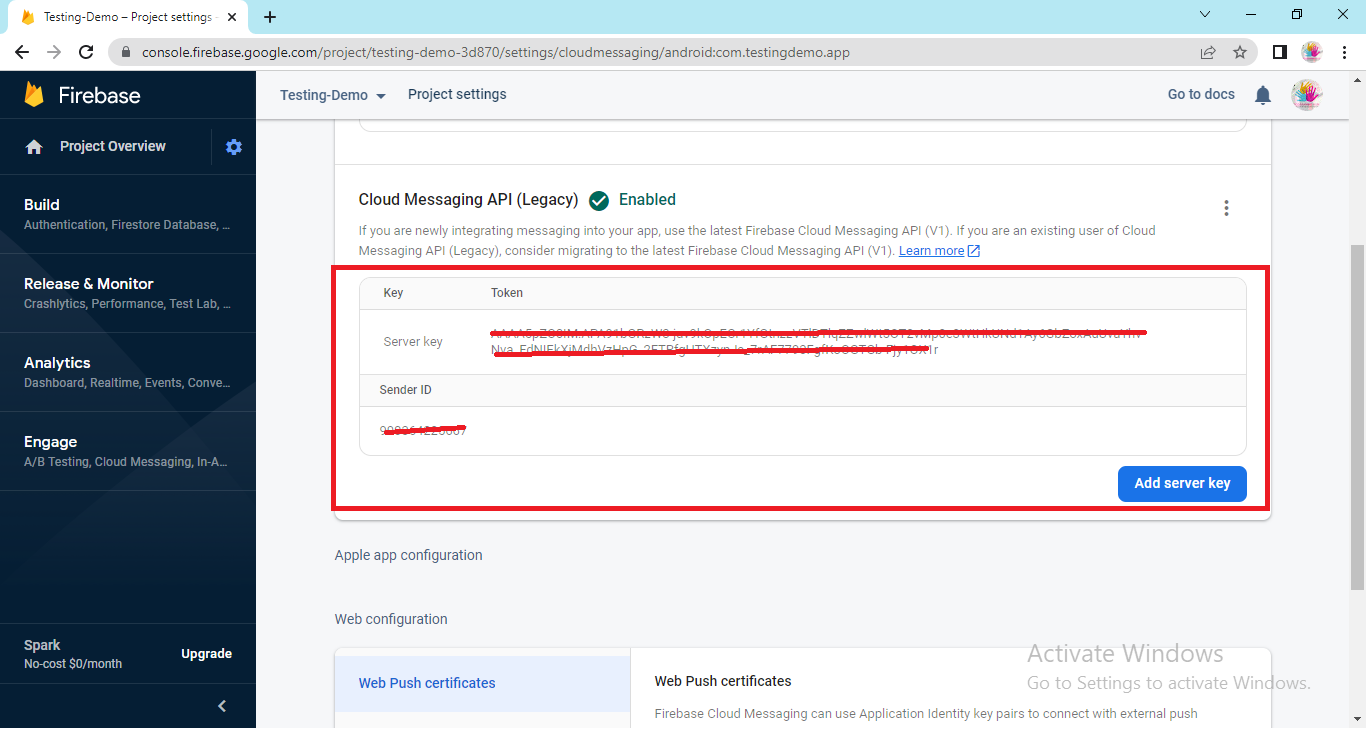 Testing-Demo – Project settings -
console.firebase.google.com/project/testing-demo-3d870/settings/cloudmessaging/android:com.testingdemo.app
Firebase
Testing-Demo
Project settings
Go to docs
Project Overview
Build
Authentication, Firestore Database, ...
Release & Monitor
Crashlytics, Performance, Test Lab, ...
Analytics
Dashboard, Realtime, Events, Conve...
Engage
A/B Testing, Cloud Messaging, In-A...
Spark
No-cost $0/month
Upgrade
Cloud Messaging API (Legacy)
Enabled
If you are newly integrating messaging into your app, use the latest Firebase Cloud Messaging API (V1). If you are an existing user of Cloud
Messaging API (Legacy), consider migrating to the latest Firebase Cloud Messaging API (V1). Learn more
Key Token
Server key
Sender ID
Add server key
Apple app configuration
Web configuration
Web Push certificates
Web Push certificates
Firebase Cloud Messaging can use Application Identity key pairs to connect with external push
Activate Windows
Go to Settings to activate Windows.